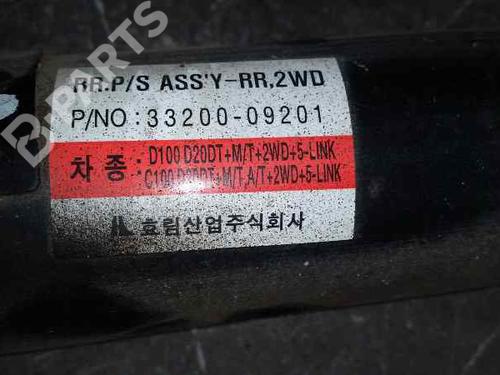 RR.P/S ASS'Y-RR,2WD
P/NO : 33200-09201
차 종 : D100 D20DT+M/T+2WD+5-LINK
C100 D20DT+M/T,A/T+2WD+5-LINK
효림산업주식회사
B-PARTS